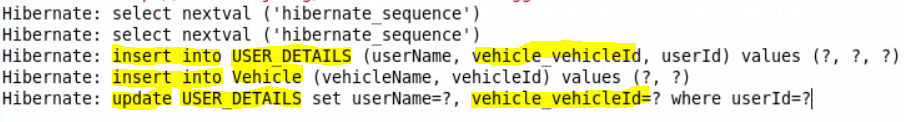 Hibernate: select nextval ('hibernate_sequence')
Hibernate: select nextval ('hibernate_sequence')
Hibernate: insert into USER_DETAILS (userName, vehicle_vehicleId, userId) values (?, ?, ?)
Hibernate: insert into Vehicle (vehicleName, vehicleId) values (?, ?)
Hibernate: update USER_DETAILS set userName=?, vehicle_vehicleId=? where userId=?